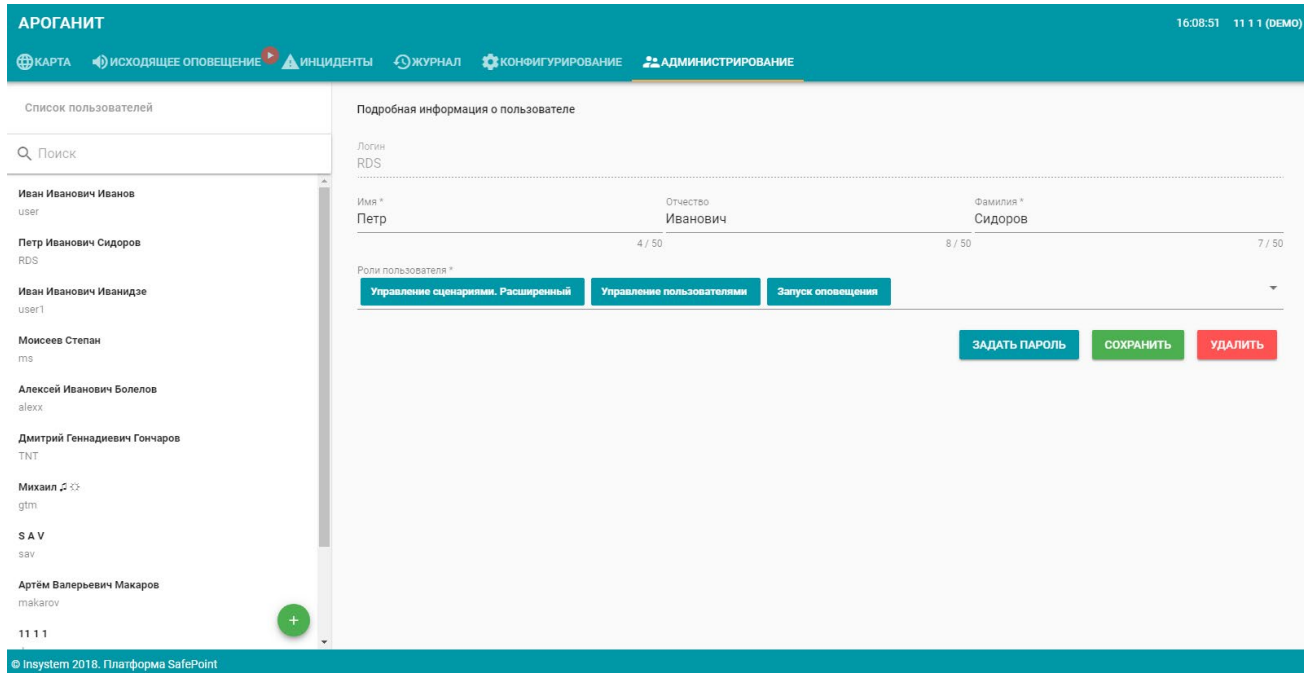 АРОГАНИТ
16:08:51 11 1 1 (DEMO)
КАРТА ИСХОДЯЩЕЕ ОПОВЕЩЕНИЕ ИНЦИДЕНТЫ ЖУРНАЛ КОНФИГУРИРОВАНИЕ АДМИНИСТРИРОВАНИЕ
Список пользователей
Поиск
Иван Иванович Иванов
user
Петр Иванович Сидоров
RDS
Иван Иванович Иванидзе
user1
Моисеев Степан
ms
Алексей Иванович Болелов
alexx
Дмитрий Геннадиевич Гончаров
TNT
Михаил ♫
gtm
S A V
sav
Артём Валерьевич Макаров
makarov
11 1 1
Подробная информация о пользователе
Логин
RDS
Имя * Отчество Фамилия *
Петр Иванович Сидоров
4 / 50 8 / 50 7 / 50
Роли пользователя *
Управление сценариями. Расширенный Управление пользователями Запуск оповещения
ЗАДАТЬ ПАРОЛЬ СОХРАНИТЬ УДАЛИТЬ
© Insystem 2018. Платформа SafePoint